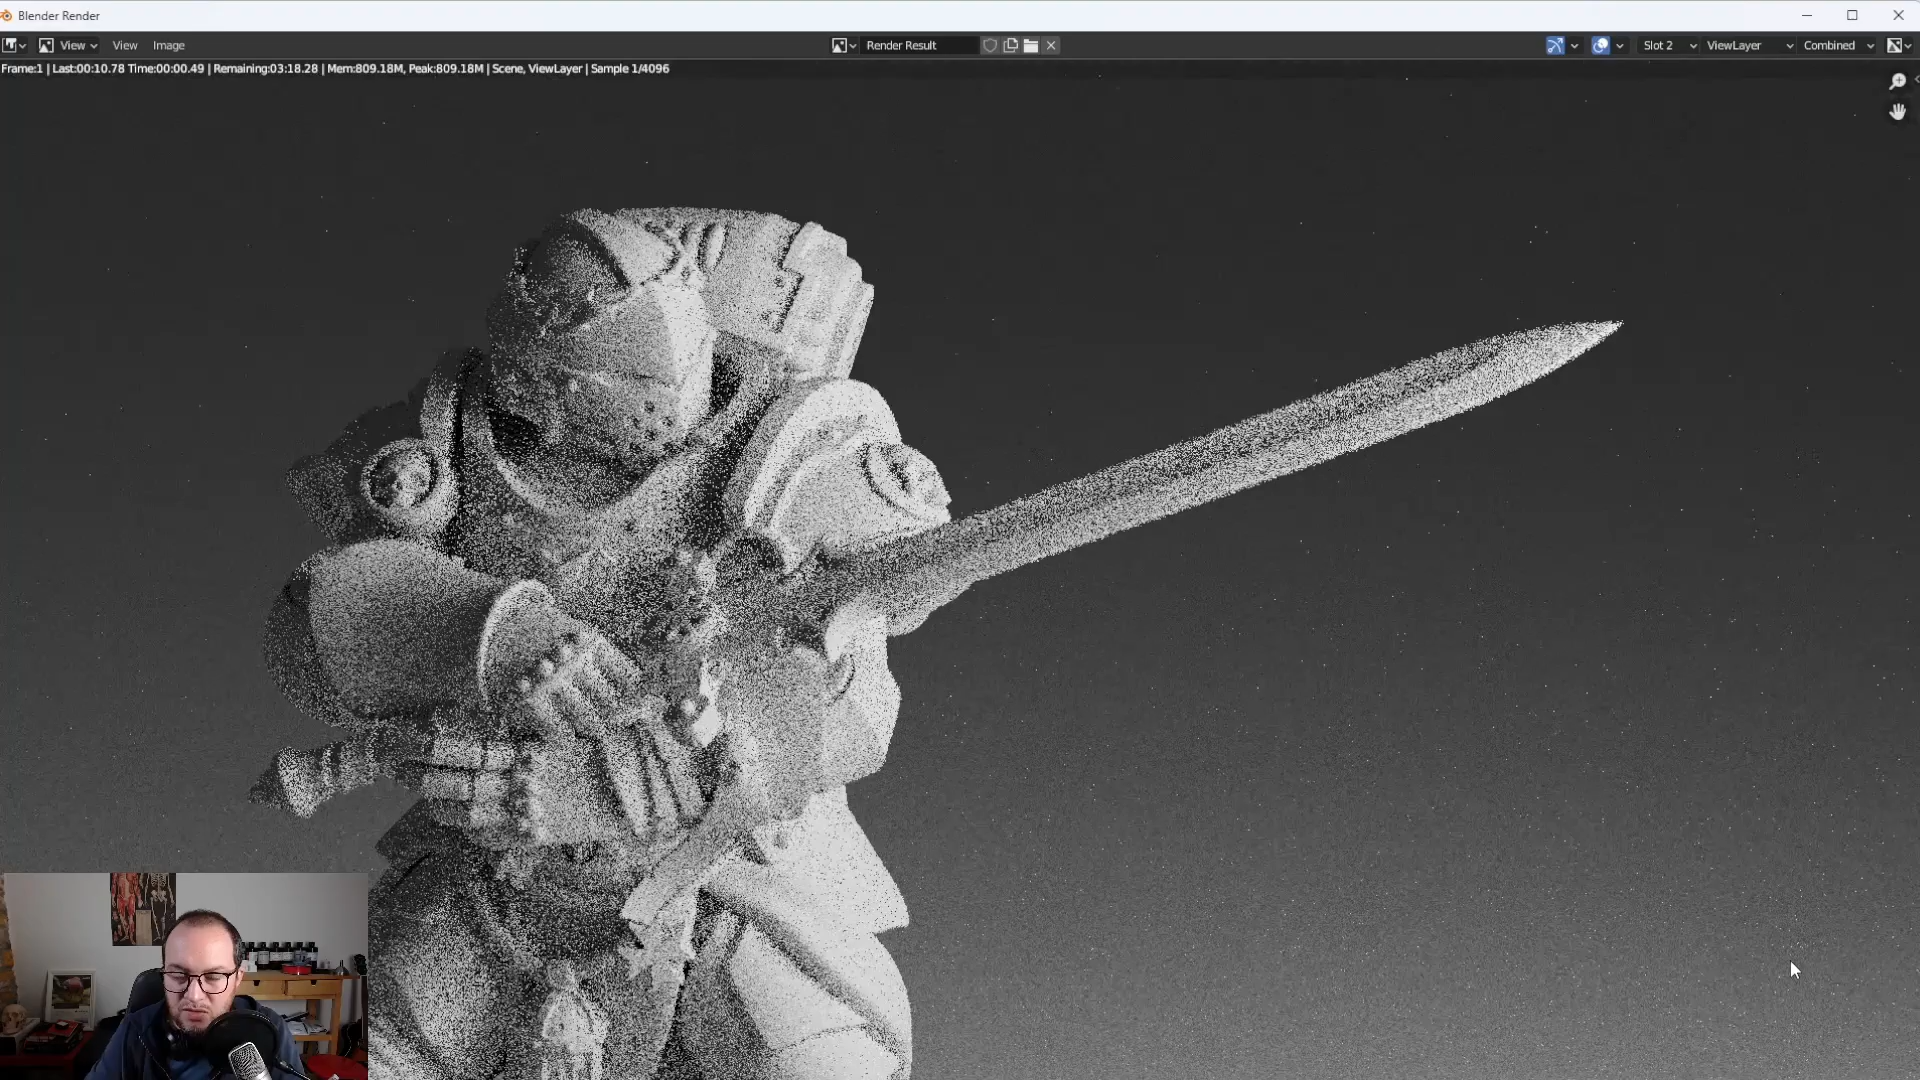 Blender Render
View View Image Render Result Slot 2 ViewLayer Combined
Frame:1 | Last:00:10.78 Time:00:00.49 | Remaining:03:18.28 | Mem:809.18M, Peak:809.18M | Scene, ViewLayer | Sample 1/4096